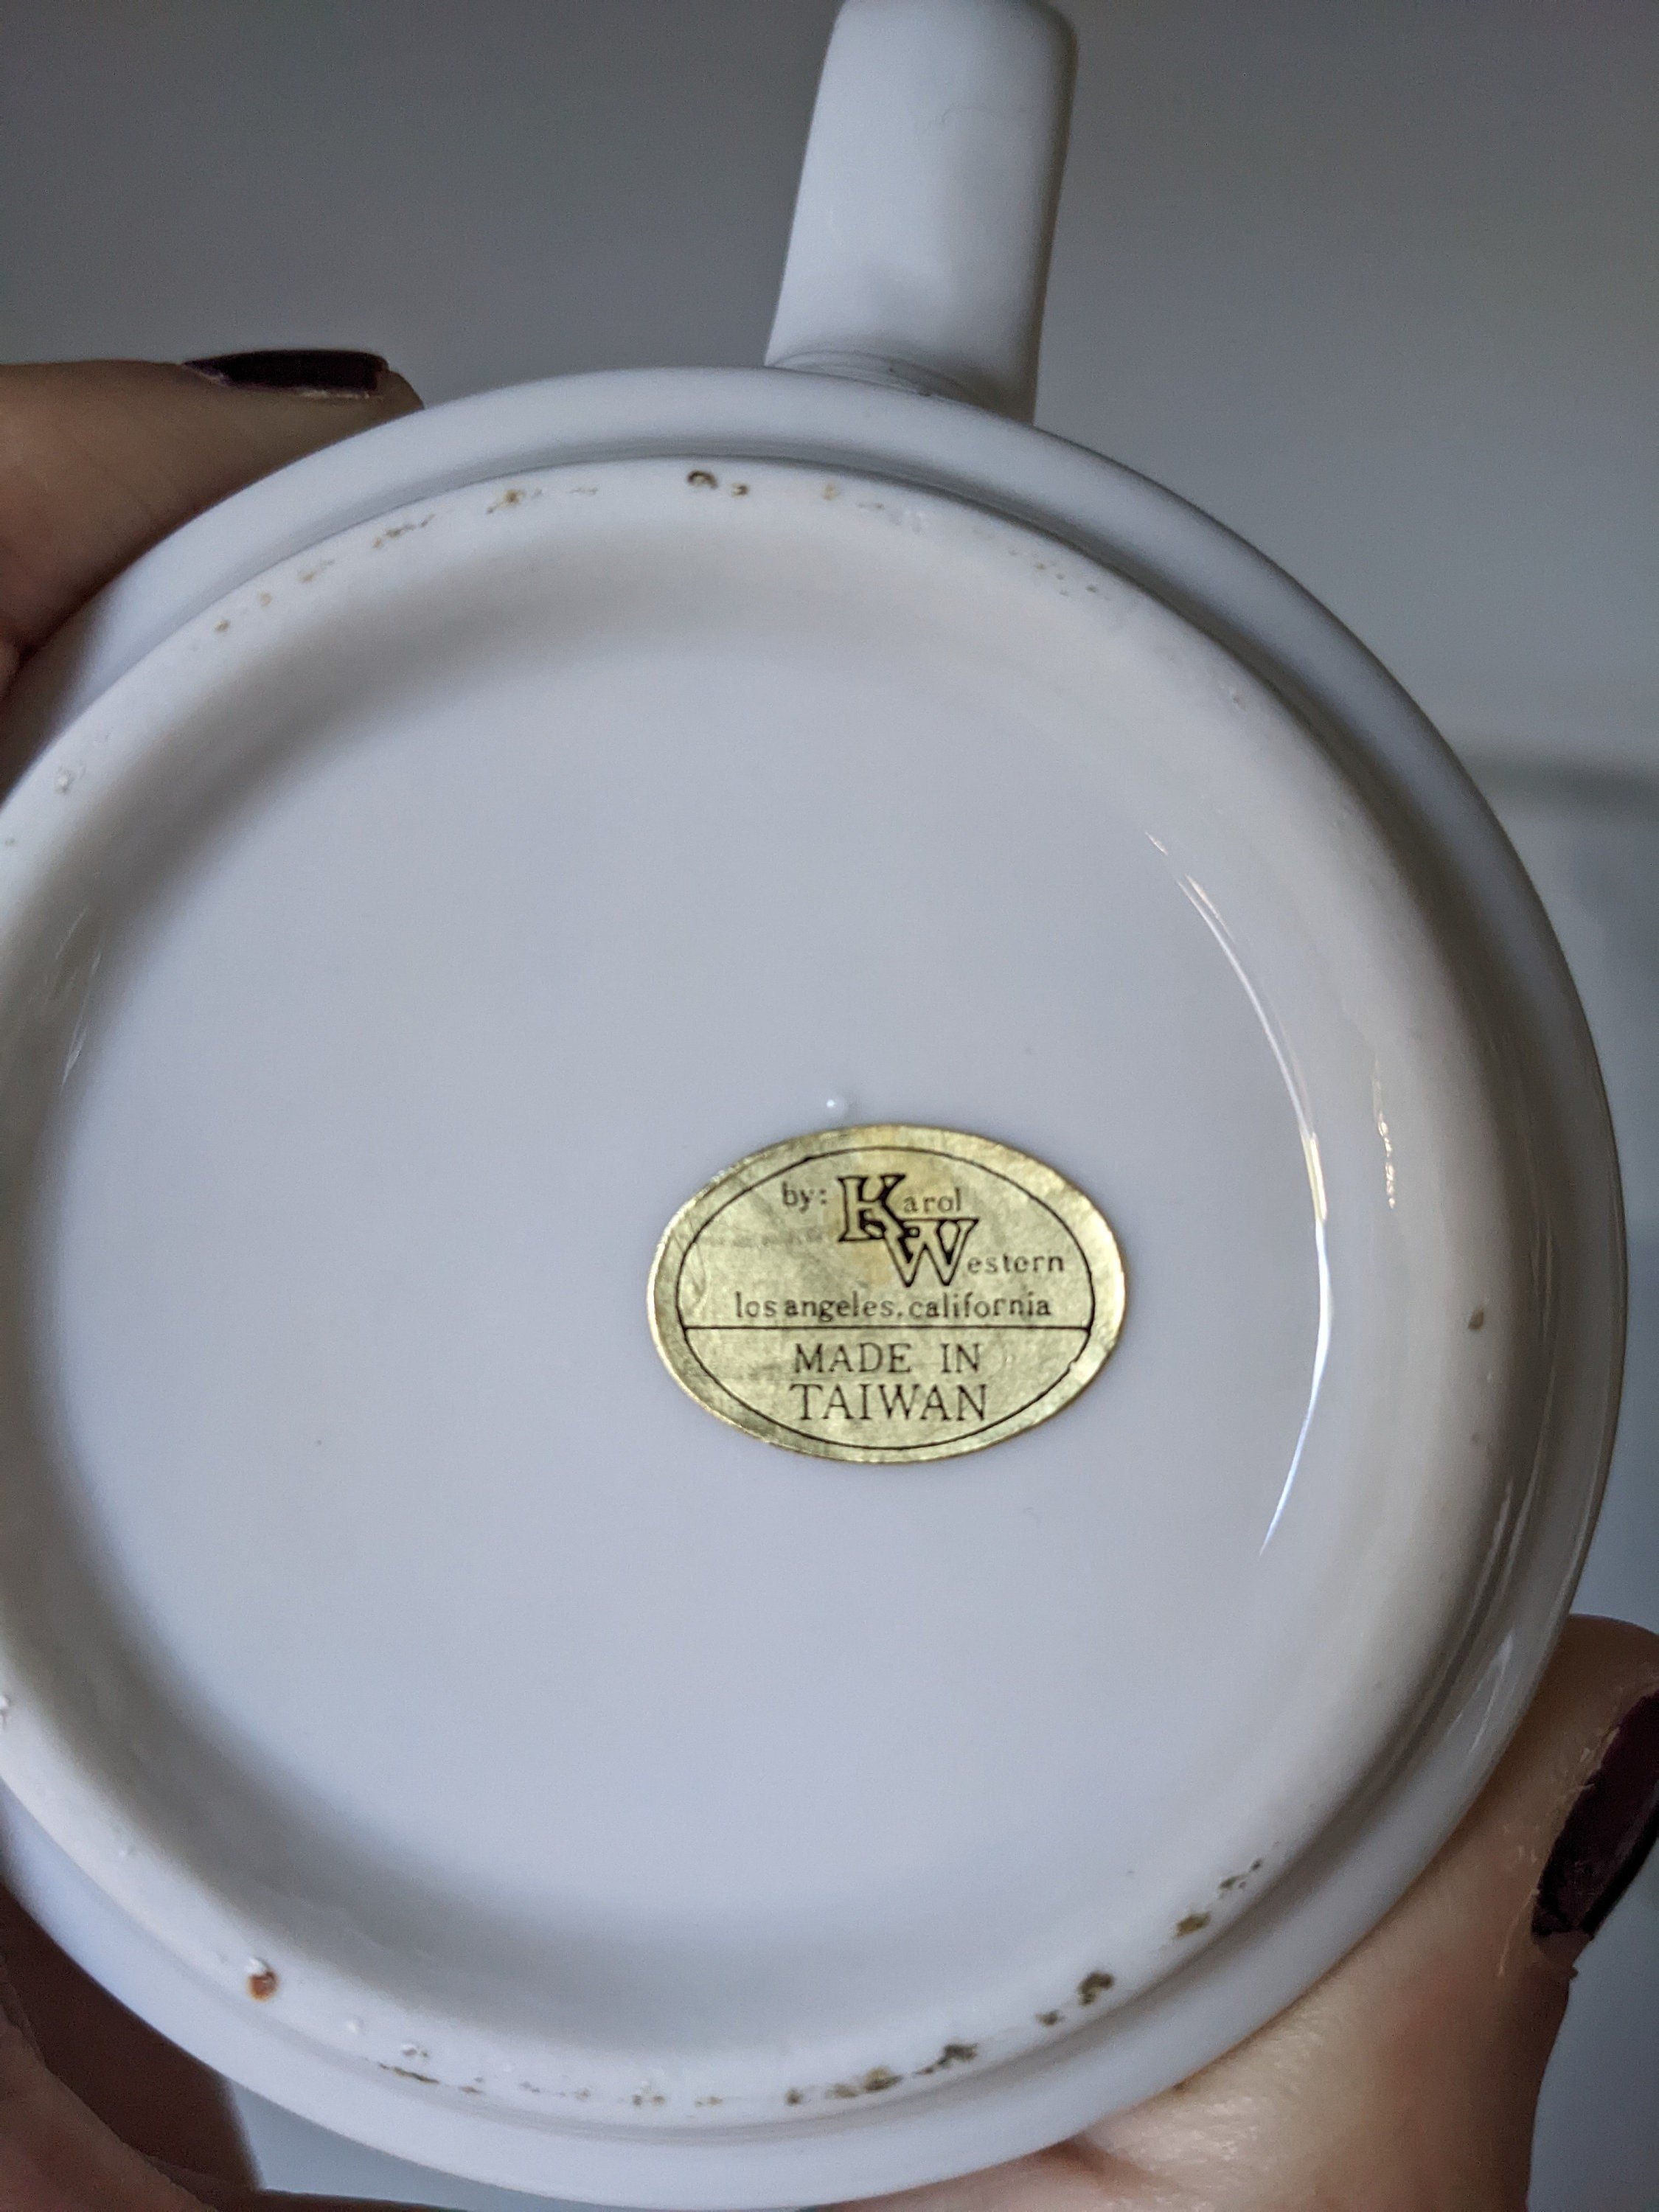 by: Karol
Western
los angeles, california
MADE IN
TAIWAN